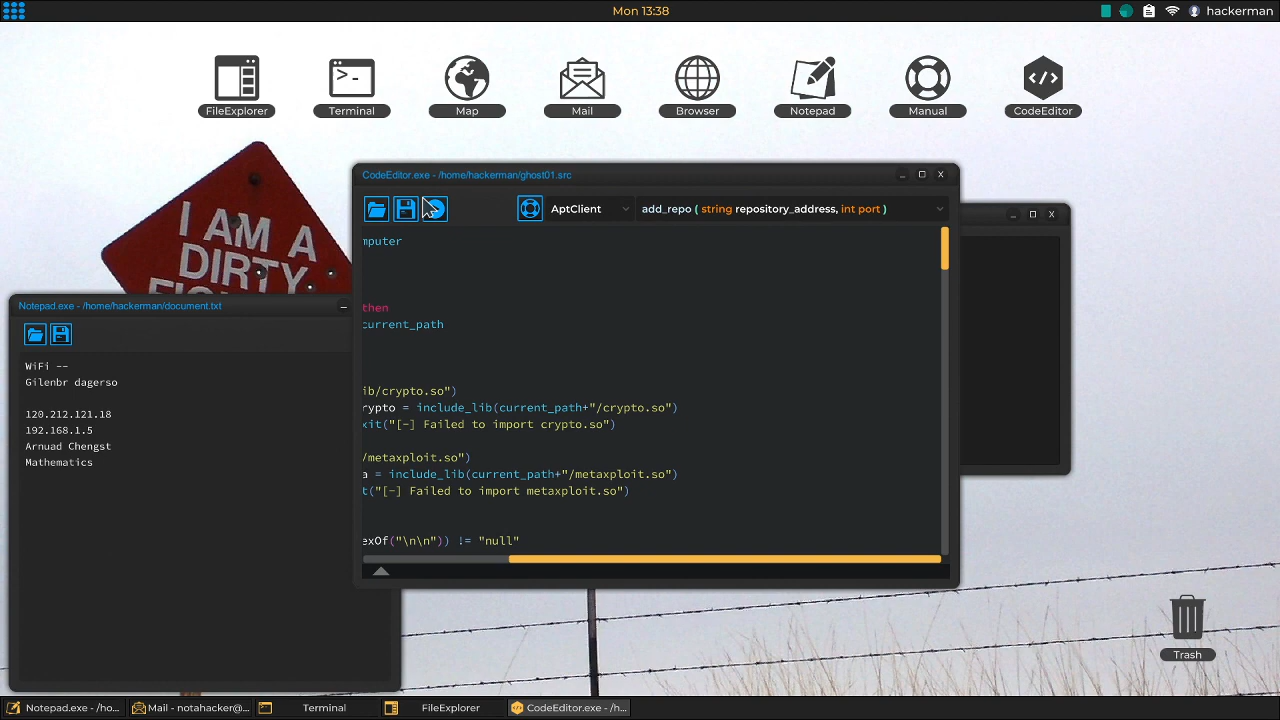 Mon 13:38
hackerman
FileExplorer
Terminal
Map
Mail
Browser
Notepad
Manual
CodeEditor
I AM A
DIRTY
CodeEditor.exe - /home/hackerman/ghost01.src
AptClient
add_repo ( string repository_address, int port )
mputer
then
current_path
ib/crypto.so")
rypto = include_lib(current_path+"/crypto.so")
xit("[-] Failed to import crypto.so")
/metaxploit.so")
a = include_lib(current_path+"/metaxploit.so")
t("[-] Failed to import metaxploit.so")
exOf("\n\n")) != "null"
Notepad.exe - /home/hackerman/document.txt
WiFi --
Gilenbr dagerso
120.212.121.18
192.168.1.5
Arnuad Chengst
Mathematics
Trash
Notepad.exe - /ho...
Mail - notahacker@...
Terminal
FileExplorer
CodeEditor.exe - /h...